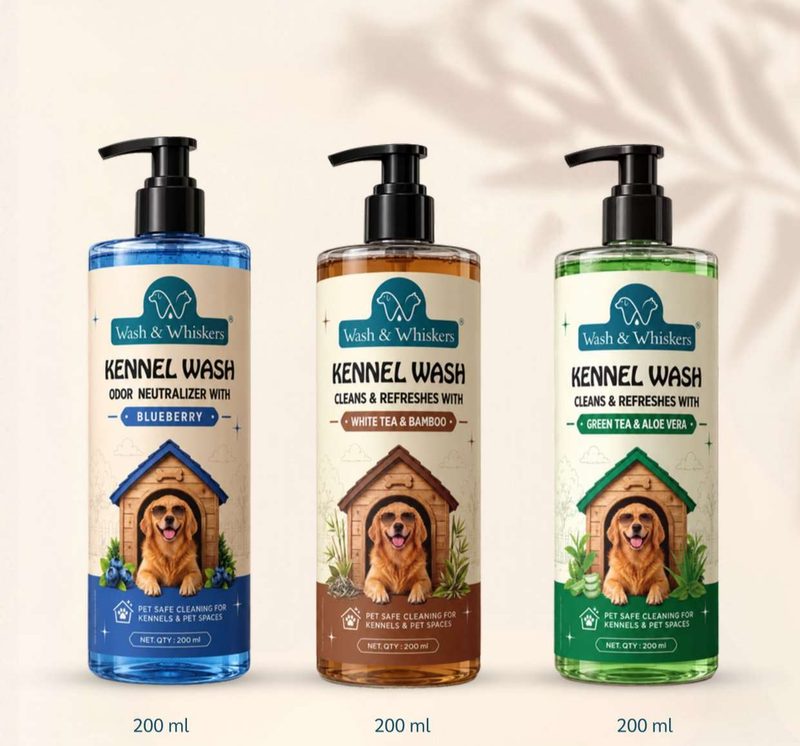 Wash & Whiskers
®
KENNEL WASH
ODOR NEUTRALIZER WITH
BLUEBERRY
PET SAFE CLEANING FOR
KENNELS & PET SPACES
NET. QTY : 200 ml
Wash & Whiskers
®
KENNEL WASH
CLEANS & REFRESHES WITH
WHITE TEA & BAMBOO
PET SAFE CLEANING FOR
KENNELS & PET SPACES
NET. QTY : 200 ml
Wash & Whiskers
®
KENNEL WASH
CLEANS & REFRESHES WITH
GREEN TEA & ALOE VERA
PET SAFE CLEANING FOR
KENNELS & PET SPACES
NET. QTY : 200 ml
200 ml
200 ml
200 ml